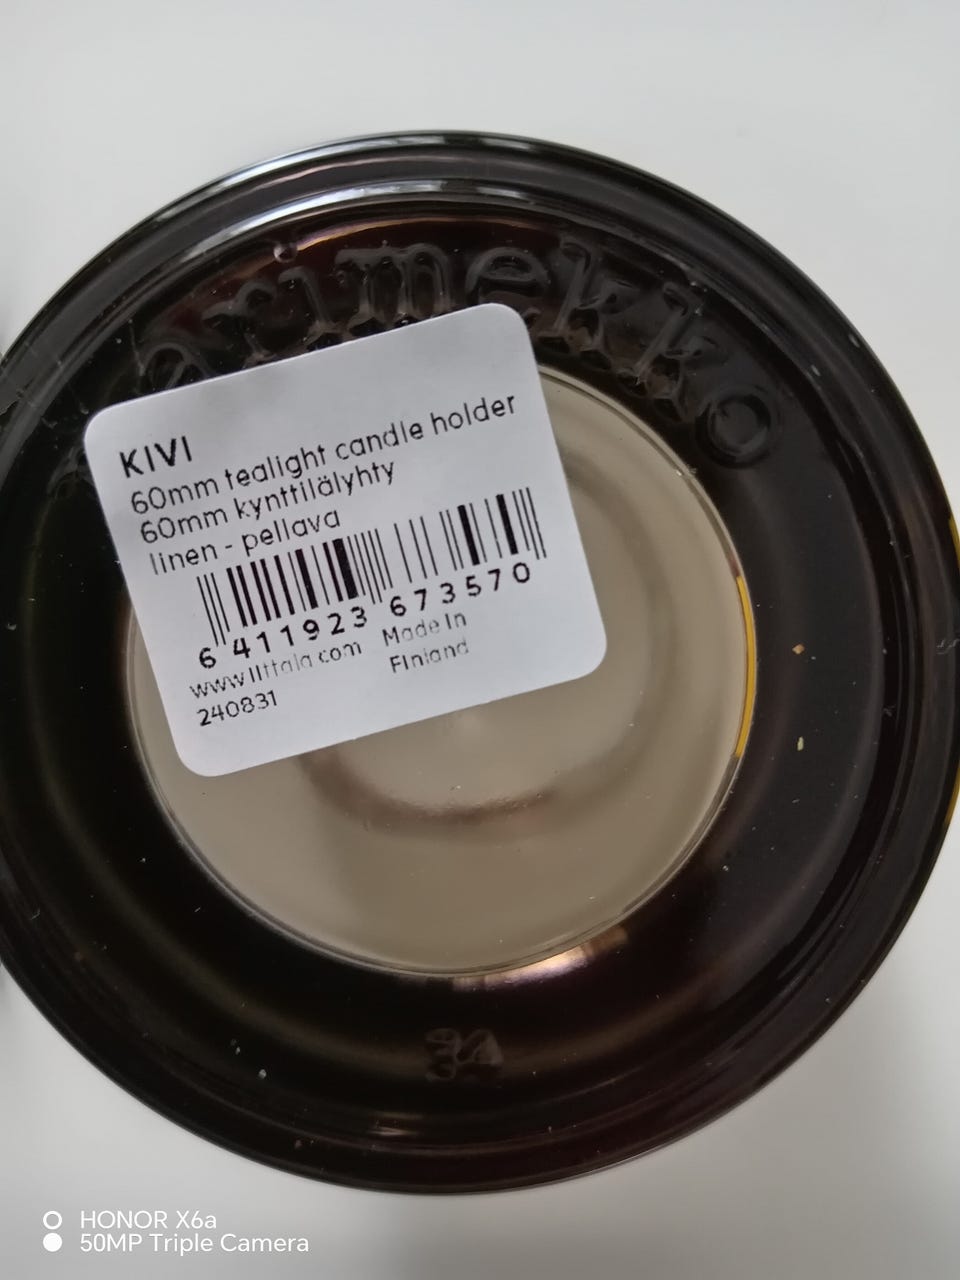 arimekko
KIVI
60mm tealight candle holder
60mm kynttilälyhty
linen - pellava
6 411923 673570
www.iittala.com Made in
240831 Finland
HONOR X6a
50MP Triple Camera